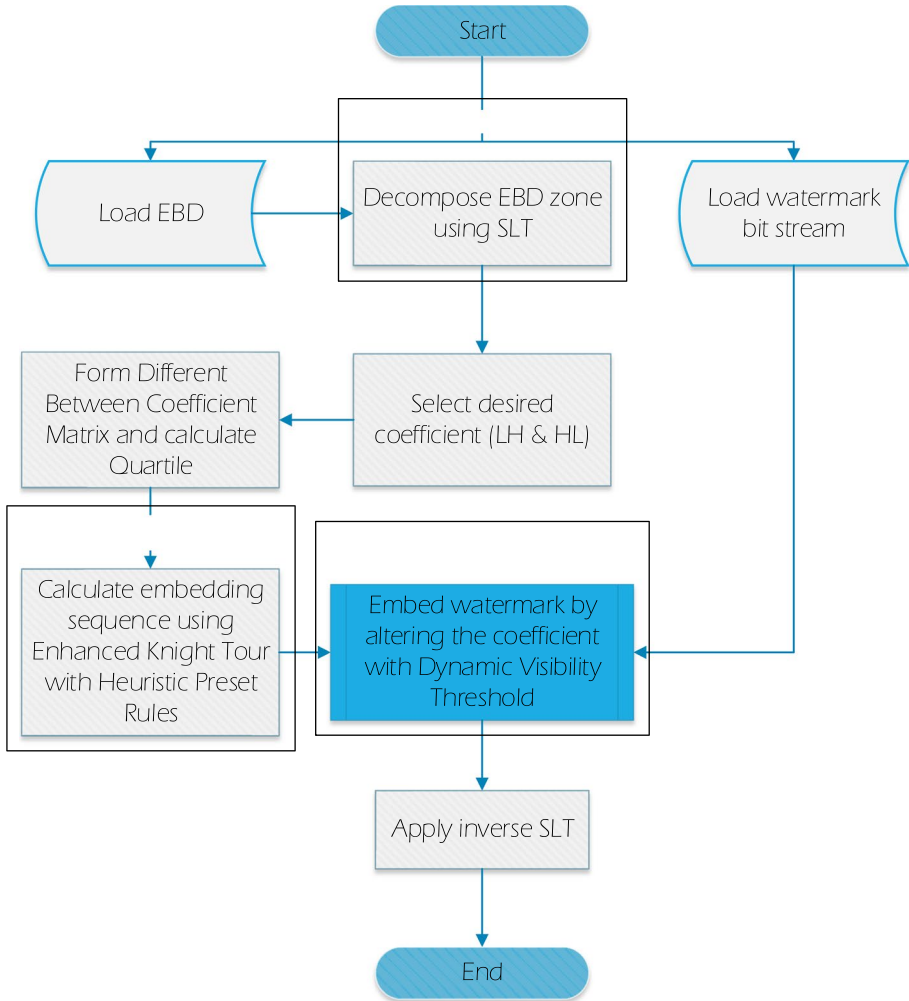 Start
Load EBD
Decompose EBD zone
using SLT
Load watermark
bit stream
Form Different
Between Coefficient
Matrix and calculate
Quartile
Select desired
coefficient (LH & HL)
Calculate embedding
sequence using
Enhanced Knight Tour
with Heuristic Preset
Rules
Embed watermark by
altering the coefficient
with Dynamic Visibility
Threshold
Apply inverse SLT
End